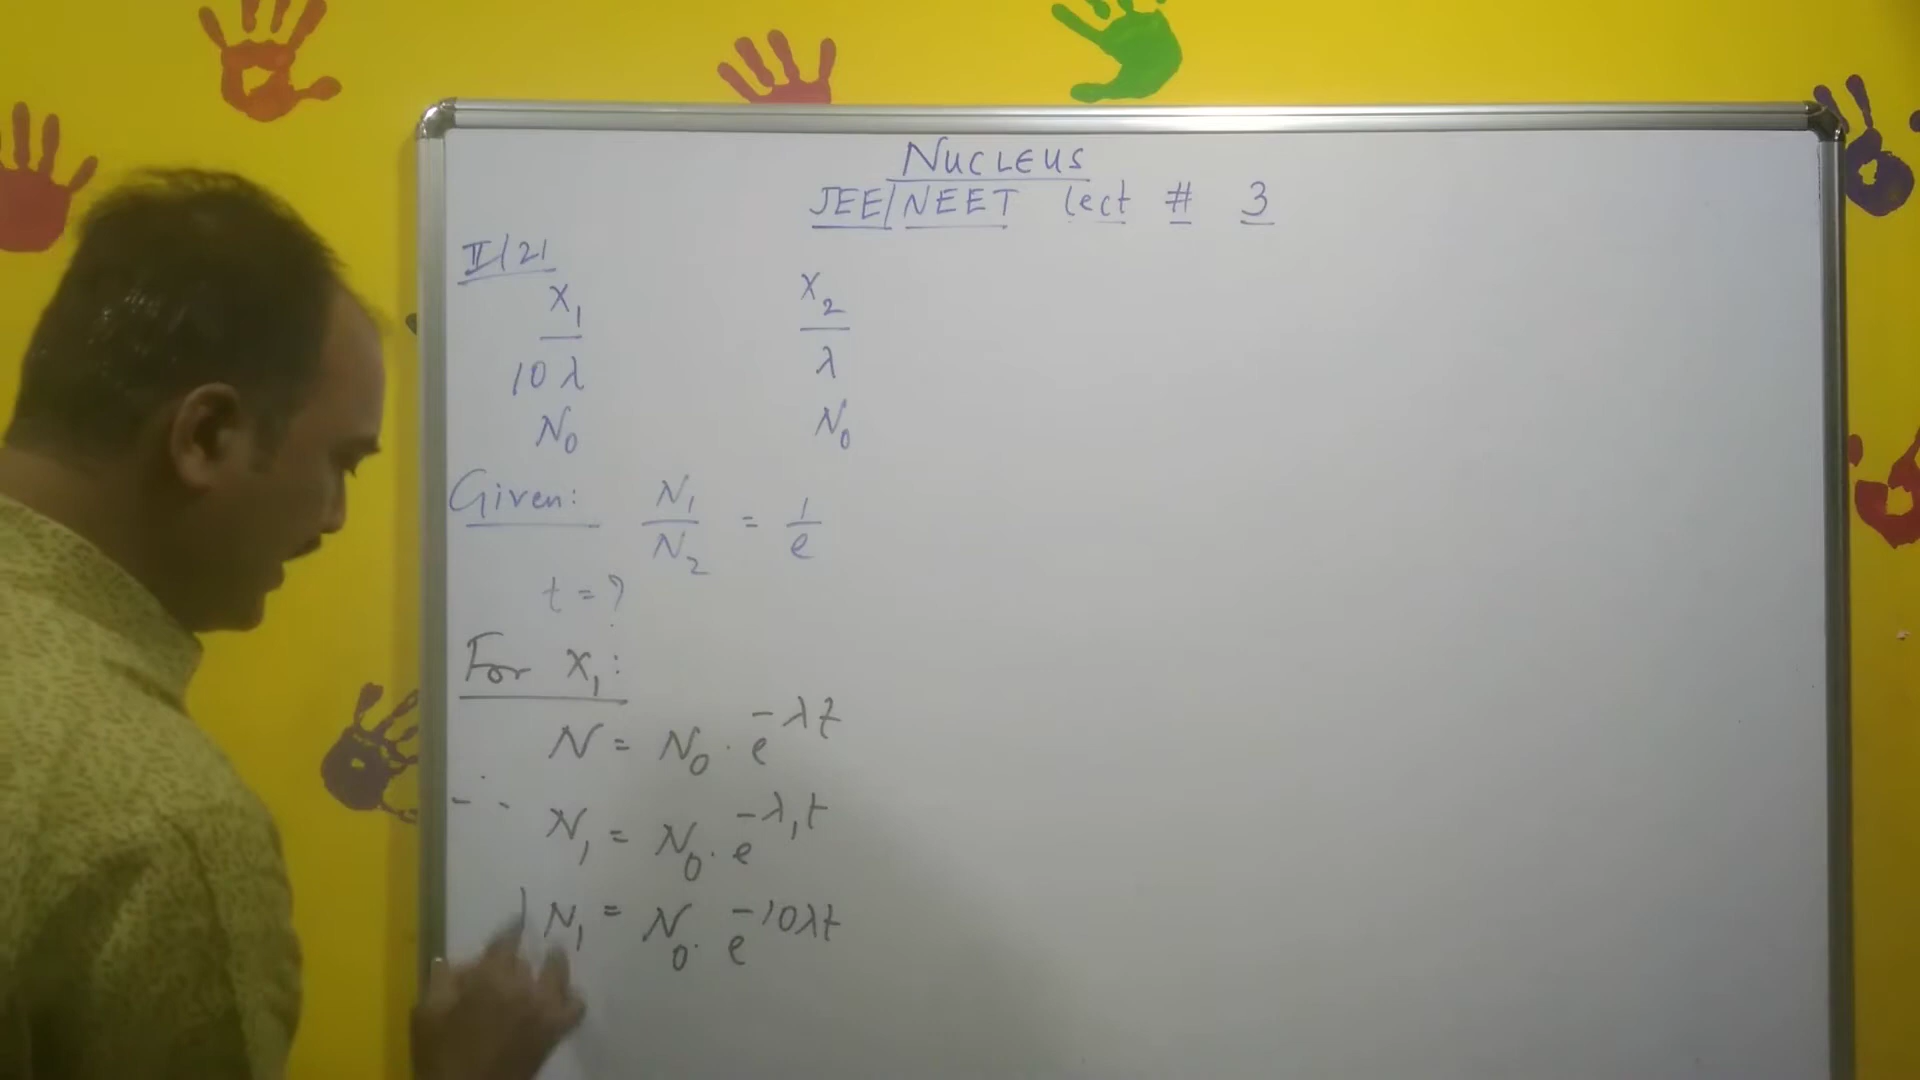 NUCLEUS
JEE/NEET Lect # 3
II/21
X₁ X₂
10λ λ
N₀ N₀
Given: N₁/N₂ = 1/e
t = ?
For X₁:
N = N₀ · e^-λt
∴ N₁ = N₀ · e^-λ₁t
N₁ = N₀ · e^-10λt